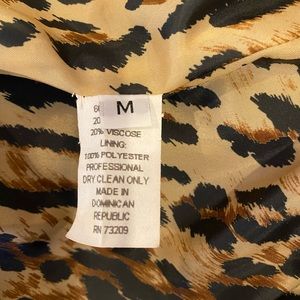 M
20% VISCOSE
LINING:
100% POLYESTER
PROFESSIONAL
DRY CLEAN ONLY
MADE IN
DOMINICAN
REPUBLIC
RN 73209